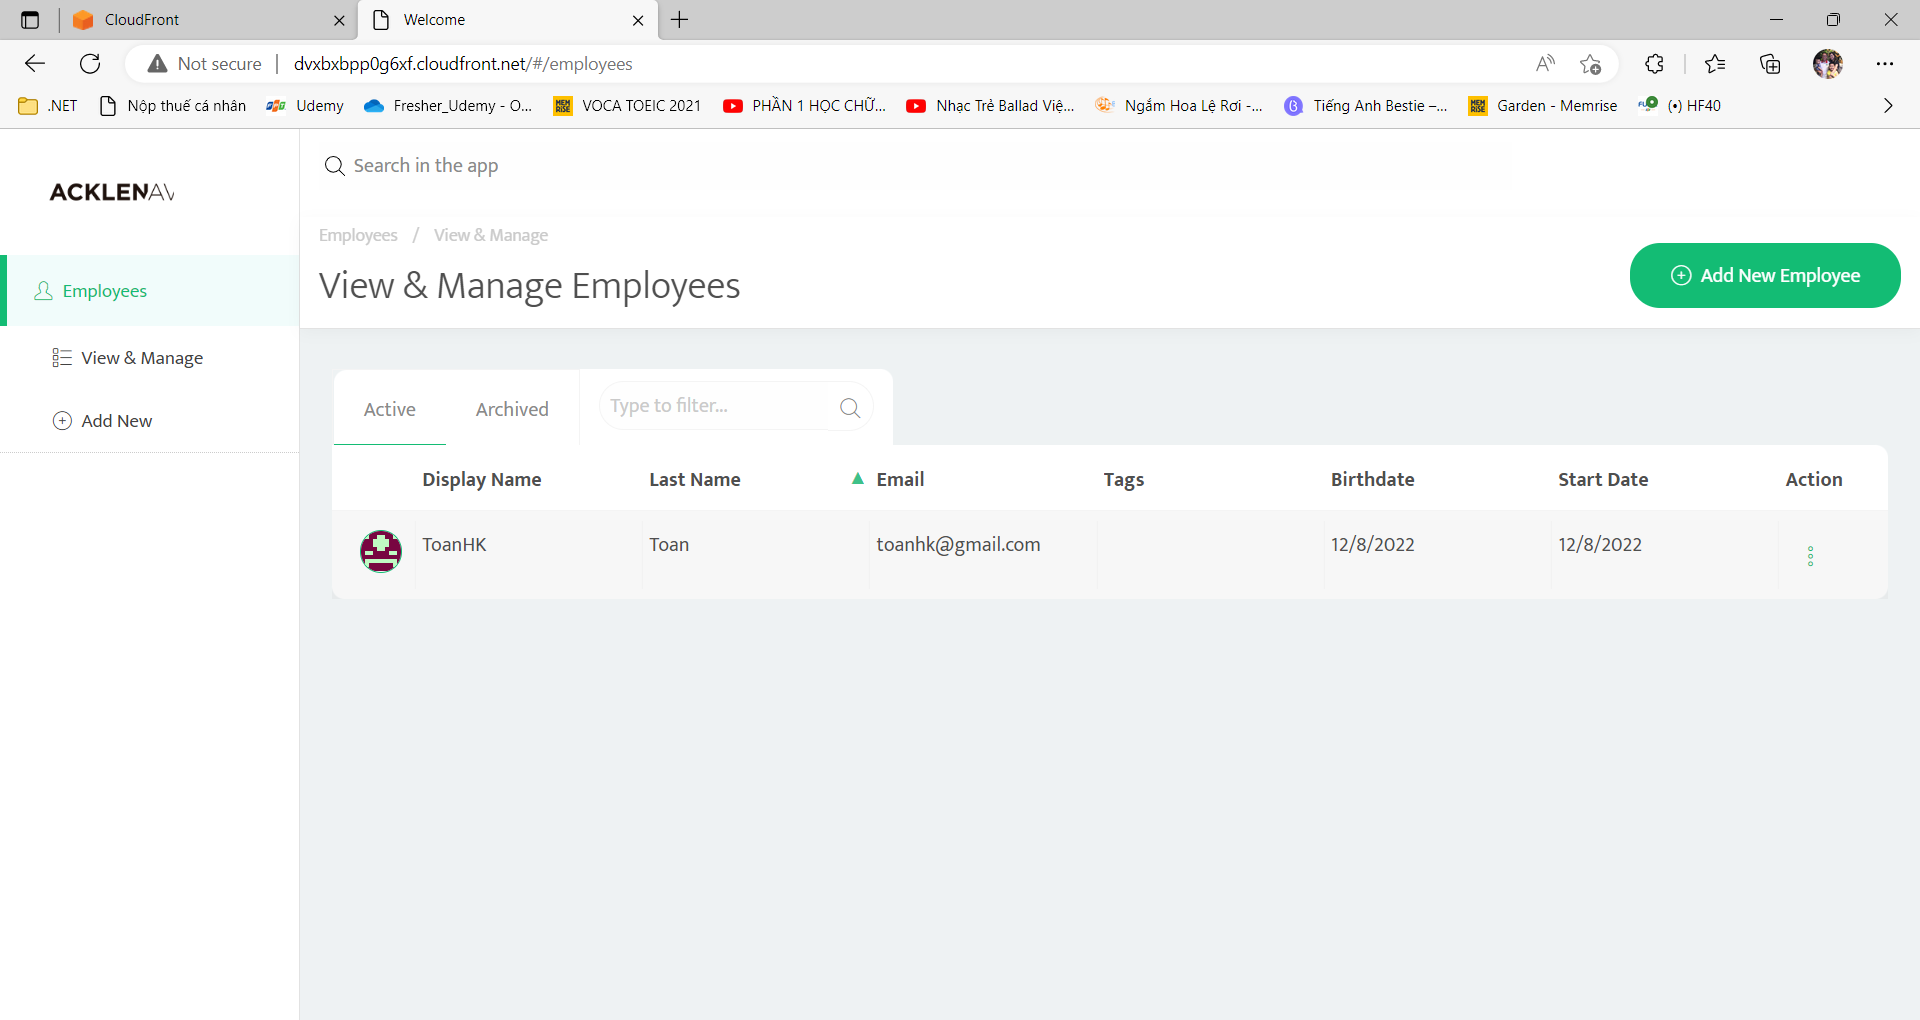 CloudFront
Welcome
Not secure
dvxbxbpp0g6xf.cloudfront.net/#/employees
.NET
Nộp thuế cá nhân
Udemy
Fresher_Udemy - O...
VOCA TOEIC 2021
PHẦN 1 HỌC CHỮ...
Nhạc Trẻ Ballad Việ...
Ngắm Hoa Lệ Rơi -...
Tiếng Anh Bestie –...
Garden - Memrise
(•) HF40
ACKLENAV
Search in the app
Employees / View & Manage
View & Manage Employees
Add New Employee
Employees
View & Manage
Add New
Active
Archived
Type to filter...
Display Name Last Name Email Tags Birthdate Start Date Action
ToanHK Toan toanhk@gmail.com 12/8/2022 12/8/2022